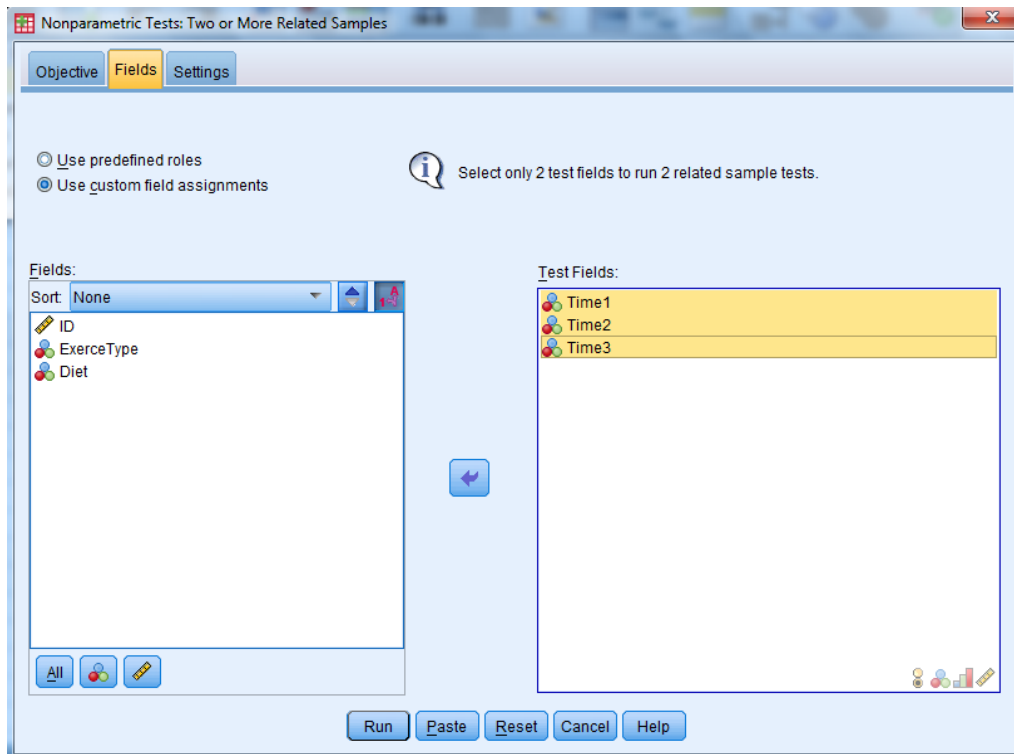 Nonparametric Tests: Two or More Related Samples
Objective Fields Settings
Use predefined roles
Use custom field assignments
Select only 2 test fields to run 2 related sample tests.
Fields:
Sort: None
ID
ExerceType
Diet
Test Fields:
Time1
Time2
Time3
All
Run Paste Reset Cancel Help